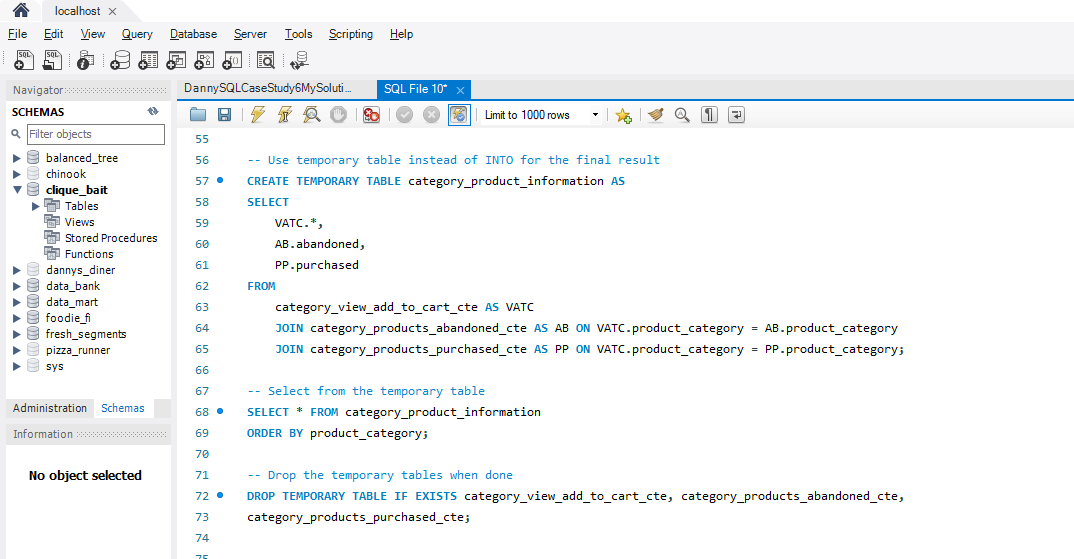 localhost
File Edit View Query Database Server Tools Scripting Help
Navigator
SCHEMAS
Filter objects
balanced_tree
chinook
clique_bait
Tables
Views
Stored Procedures
Functions
dannys_diner
data_bank
data_mart
foodie_fi
fresh_segments
pizza_runner
sys
Administration Schemas
Information
No object selected
DannySQLCaseStudy6MySoluti... SQL File 10*
Limit to 1000 rows
55
56 -- Use temporary table instead of INTO for the final result
57 CREATE TEMPORARY TABLE category_product_information AS
58 SELECT
59 VATC.*,
60 AB.abandoned,
61 PP.purchased
62 FROM
63 category_view_add_to_cart_cte AS VATC
64 JOIN category_products_abandoned_cte AS AB ON VATC.product_category = AB.product_category
65 JOIN category_products_purchased_cte AS PP ON VATC.product_category = PP.product_category;
66
67 -- Select from the temporary table
68 SELECT * FROM category_product_information
69 ORDER BY product_category;
70
71 -- Drop the temporary tables when done
72 DROP TEMPORARY TABLE IF EXISTS category_view_add_to_cart_cte, category_products_abandoned_cte,
73 category_products_purchased_cte;
74